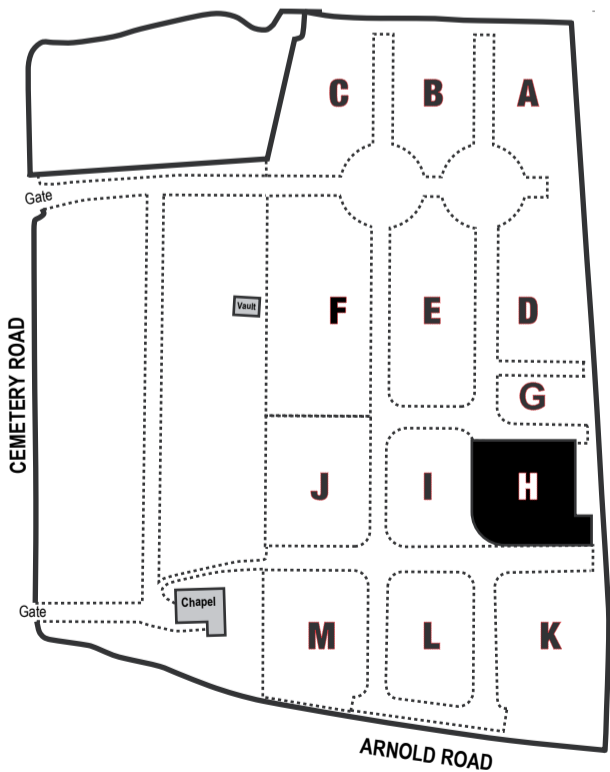 C B A
Gate
Vault
F E D
G
CEMETERY ROAD
J I H
Chapel
Gate
M L K
ARNOLD ROAD